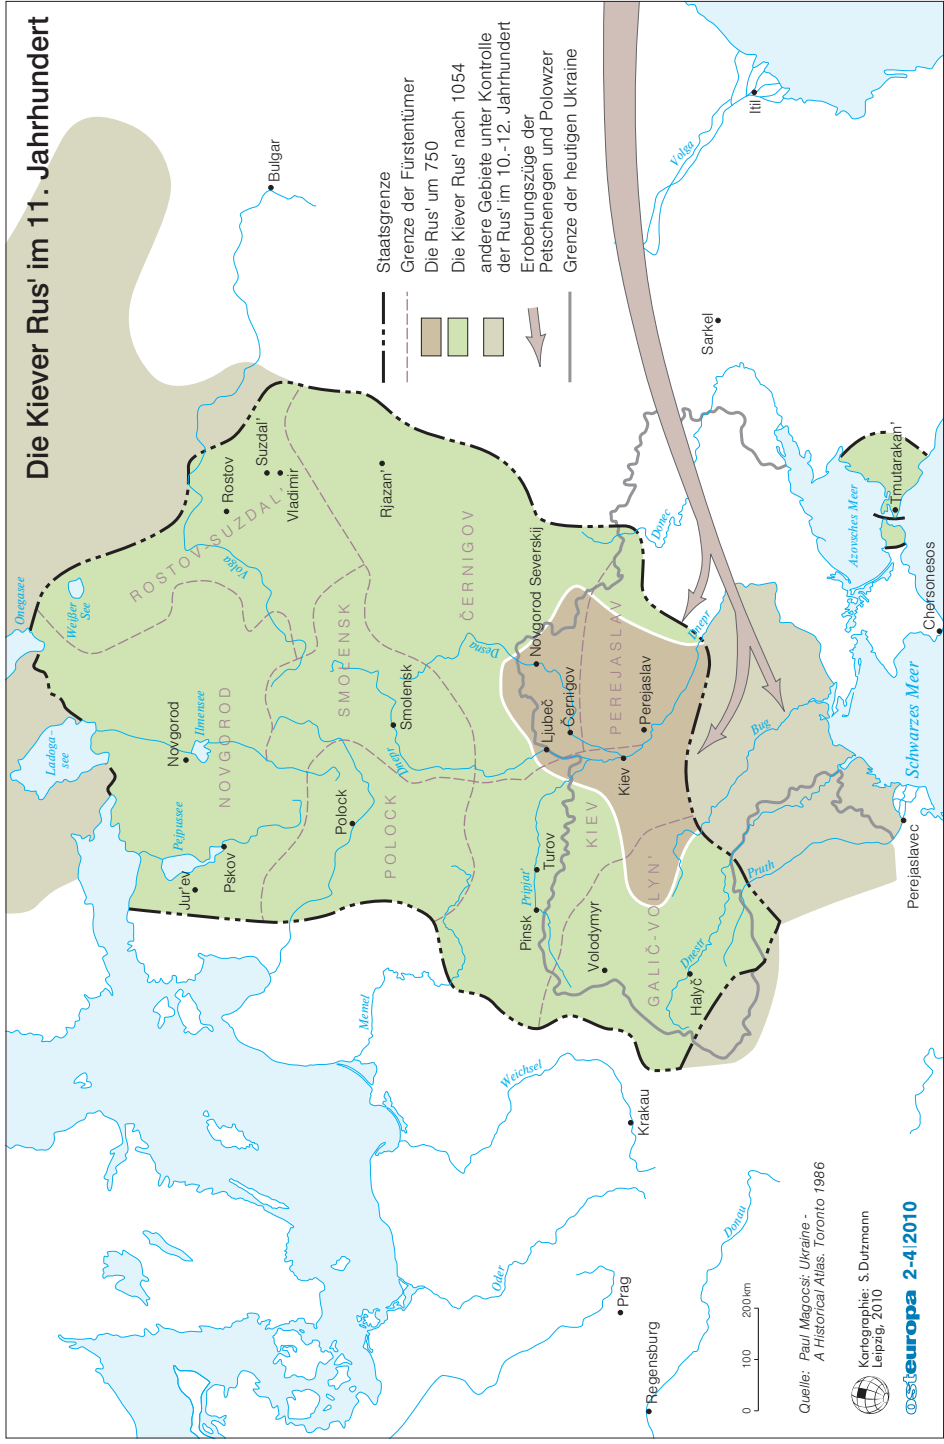 Die Kiever Rus' im 11. Jahrhundert
Staatsgrenze
Grenze der Fürstentümer
Die Rus' um 750
Die Kiever Rus' nach 1054
andere Gebiete unter Kontrolle
der Rus' im 10.-12. Jahrhundert
Eroberungszüge der
Petschenegen und Polowzer
Grenze der heutigen Ukraine
Onegasee
Weißer
See
Ladoga-
see
Bulgar
Rostov
Suzdal'
Vladimir
ROSTOV-SUZDAL'
Volga
Rjazan'
Novgorod
Ilmensee
NOVGOROD
Pejpussee
Jur'ev
Pskov
SMOLENSK
Smolensk
Dnepr
Polock
POLOCK
ČERNIGOV
Desna
Novgorod Severskij
Ljubeč
Černigov
PEREJASLAV
Perejaslav
Kiev
KIEV
Turov
Pripjat'
Pinsk
Volodymyr
GALIČ-VOLYN'
Halyč
Dnestr
Pruth
Bug
Dnepr
Donec
Volga
Itil
Sarkel
Tmutarakan'
Azovsches Meer
Chersonesos
Schwarzes Meer
Perejaslavec
Memel
Weichsel
Krakau
Oder
Prag
Donau
Regensburg
0 100 200 km
Quelle: Paul Magocsi: Ukraine -
A Historical Atlas. Toronto 1986
Kartographie: S. Dutzmann
Leipzig, 2010
osteuropa 2-4|2010